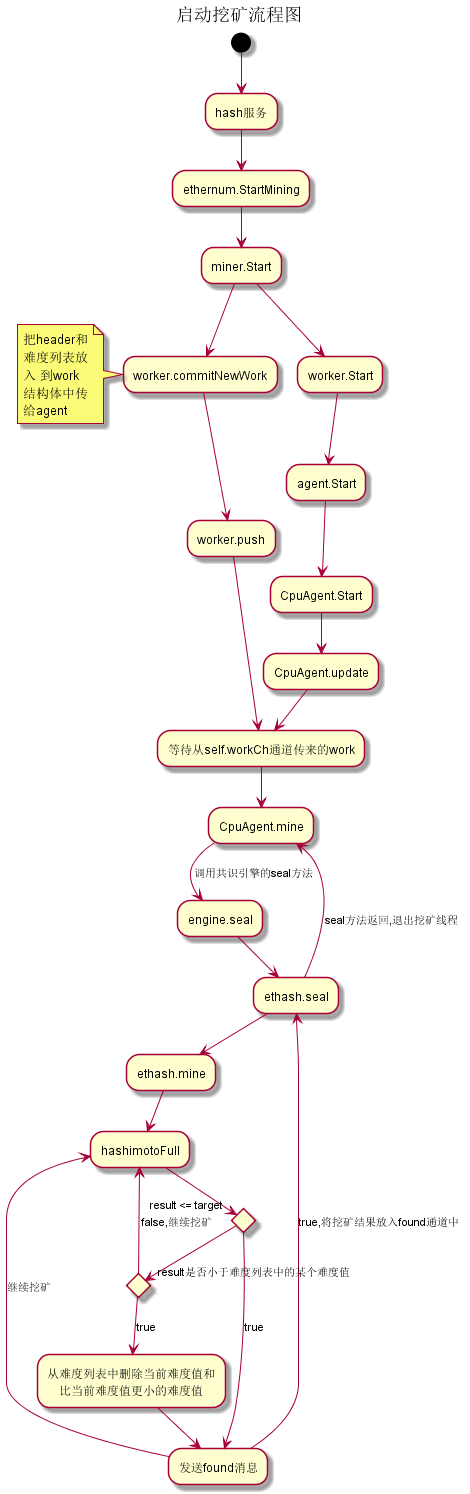 启动挖矿流程图
hash服务
ethernum.StartMining
miner.Start
把header和
难度列表放
入 到work
结构体中传
给agent
worker.commitNewWork
worker.Start
agent.Start
worker.push
CpuAgent.Start
CpuAgent.update
等待从self.workCh通道传来的work
CpuAgent.mine
调用共识引擎的seal方法
engine.seal
seal方法返回,退出挖矿线程
ethash.seal
ethash.mine
hashimotoFull
result <= target
false,继续挖矿
true,将挖矿结果放入found通道中
result是否小于难度列表中的某个难度值
继续挖矿
true
true
从难度列表中删除当前难度值和
比当前难度值更小的难度值
发送found消息